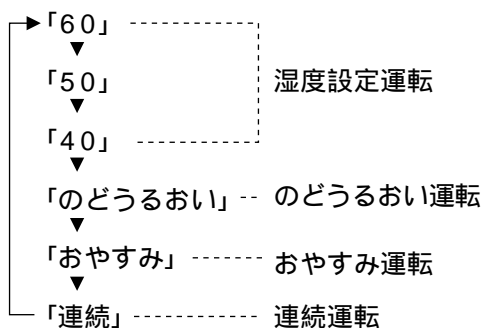 「60」
「50」
湿度設定運転
「40」
「のどうるおい」 のどうるおい運転
「おやすみ」 おやすみ運転
「連続」 連続運転